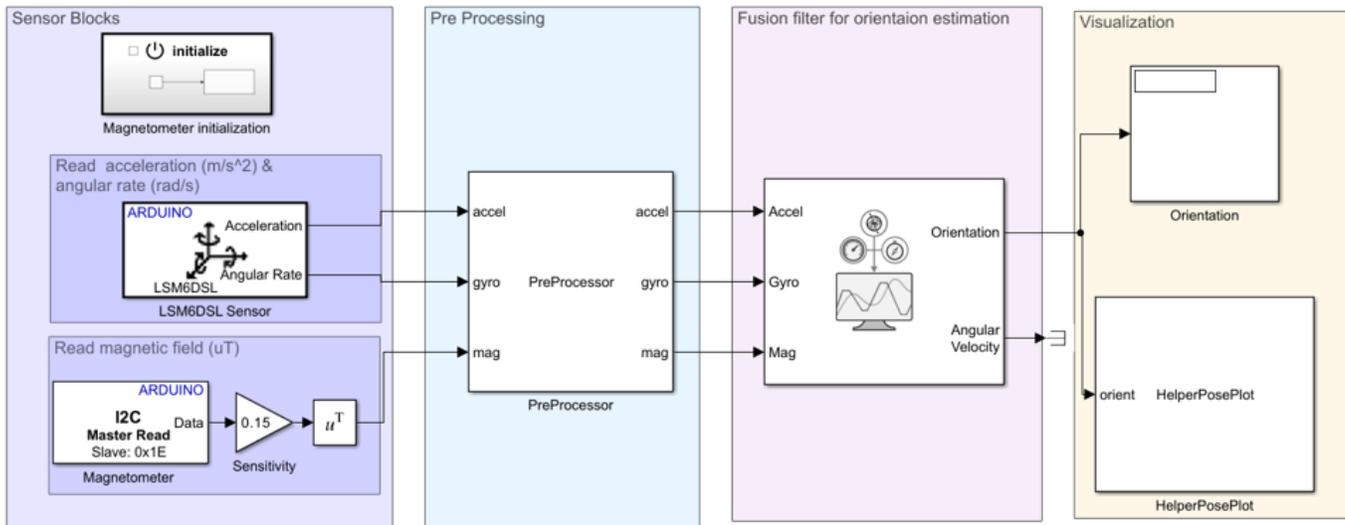 Sensor Blocks
initialize
Magnetometer initialization
Read acceleration (m/s^2) &
angular rate (rad/s)
ARDUINO
Acceleration
Angular Rate
LSM6DSL
LSM6DSL Sensor
Read magnetic field (uT)
ARDUINO
I2C
Master Read
Slave: 0x1E
Data
Magnetometer
0.15
Sensitivity
u^T
Pre Processing
accel
gyro
mag
PreProcessor
accel
gyro
mag
PreProcessor
Fusion filter for orientaion estimation
Accel
Gyro
Mag
Orientation
Angular
Velocity
Visualization
Orientation
orient
HelperPosePlot
HelperPosePlot